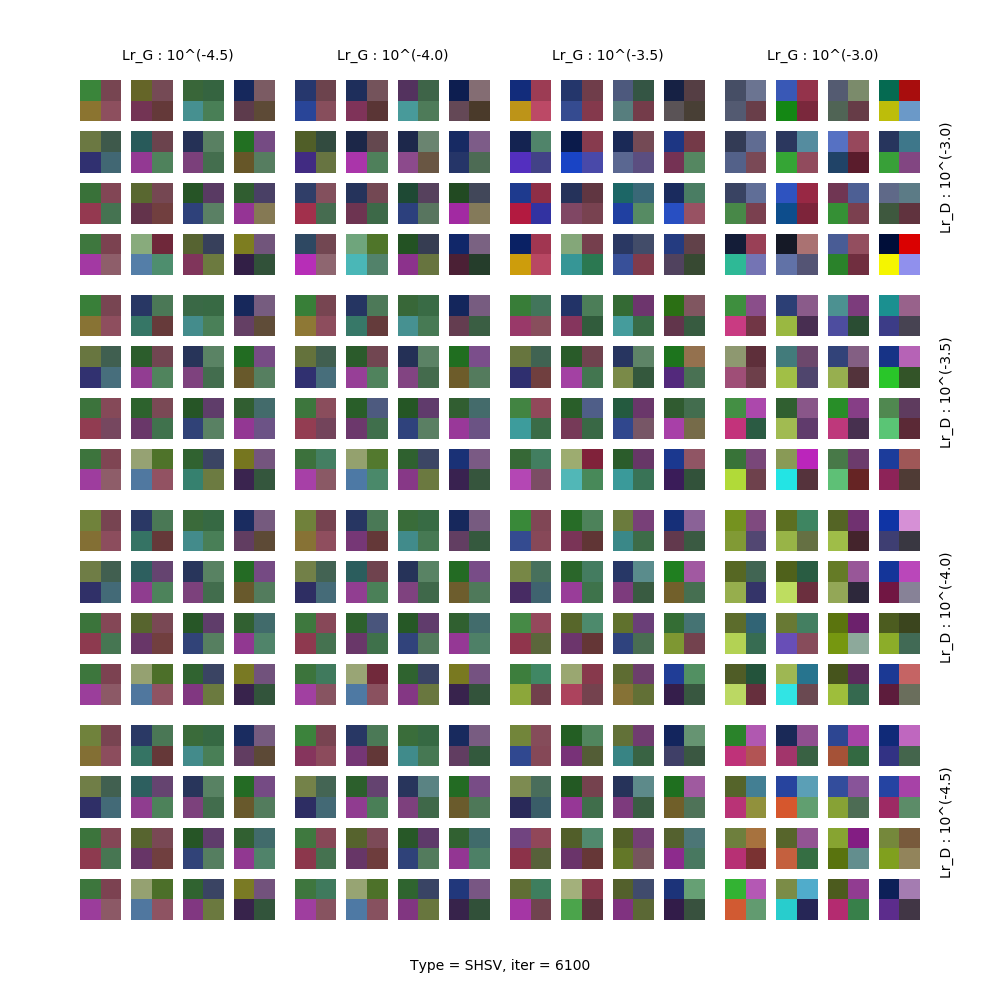 Lr_G : 10^(-4.5)
Lr_G : 10^(-4.0)
Lr_G : 10^(-3.5)
Lr_G : 10^(-3.0)
Lr_D : 10^(-3.0)
Lr_D : 10^(-3.5)
Lr_D : 10^(-4.0)
Lr_D : 10^(-4.5)
Type = SHSV, iter = 6100